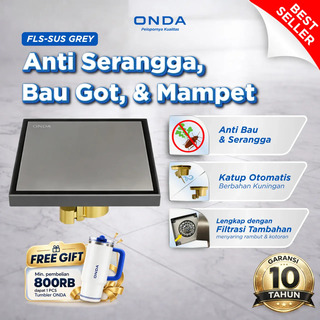 ONDA
Pelopornya Kualitas
BEST SELLER
FLS-SUS GREY
Anti Serangga,
Bau Got, & Mampet
ONDA
Anti Bau
& Serangga
Katup Otomatis
Berbahan Kuningan
Lengkap dengan
Filtrasi Tambahan
menyaring rambut & kotoran
FREE GIFT
Min. pembelian
800RB
dapat 1 PCS
Tumbler ONDA
ONDA
GARANSI
10
TAHUN